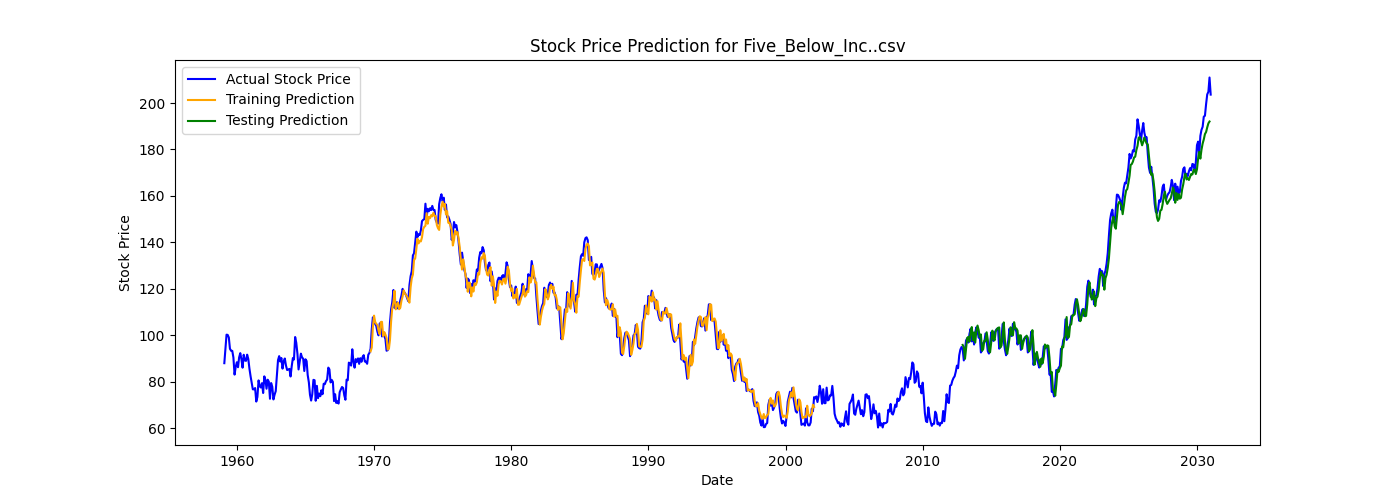 Stock Price Prediction for Five_Below_Inc..csv
Actual Stock Price
Training Prediction
Testing Prediction
Stock Price
200
180
160
140
120
100
80
60
1960 1970 1980 1990 2000 2010 2020 2030
Date